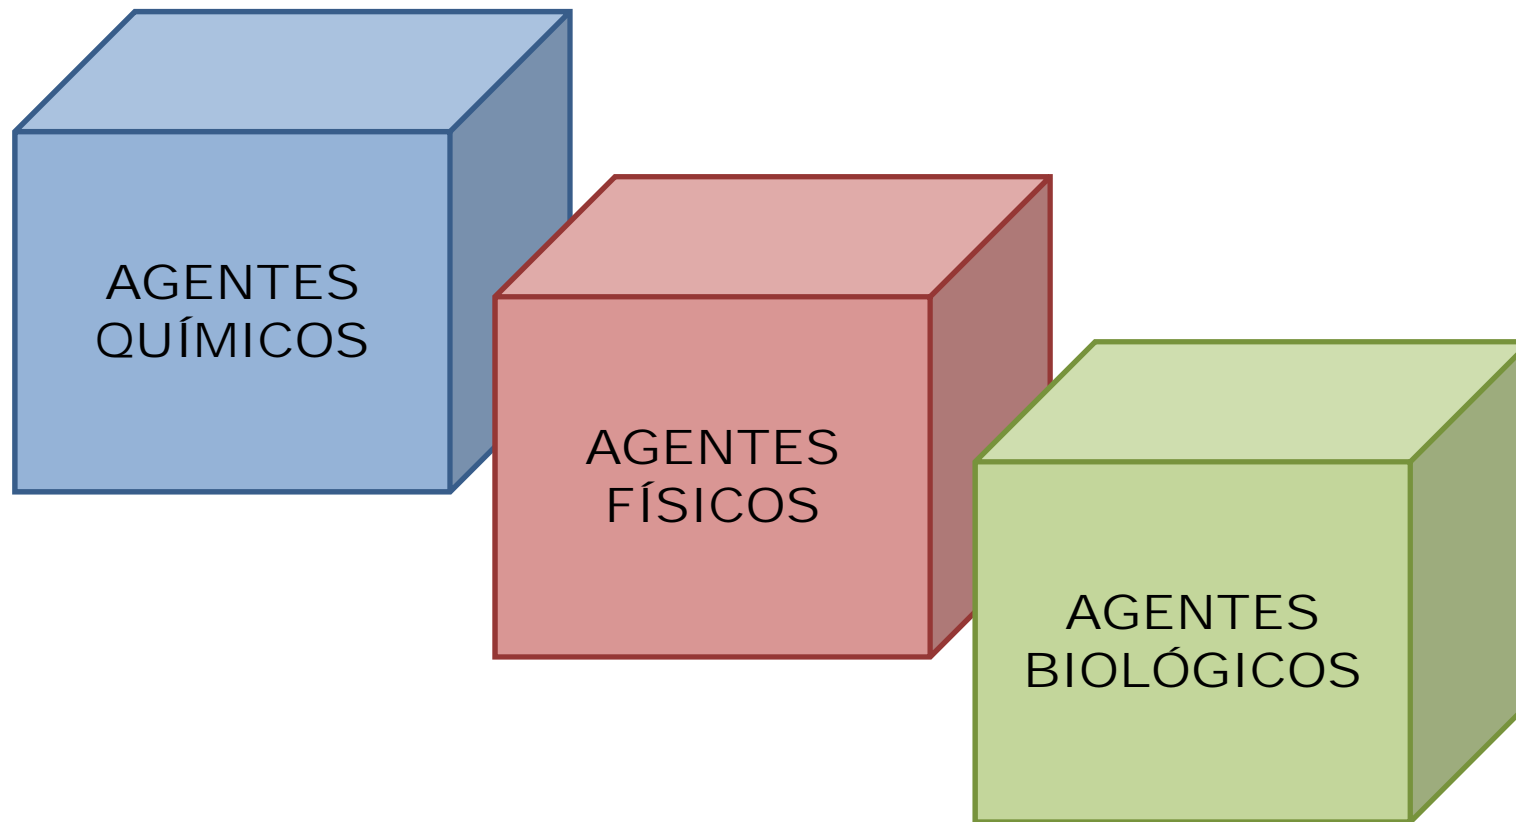 AGENTES
QUÍMICOS
AGENTES
FÍSICOS
AGENTES
BIOLÓGICOS